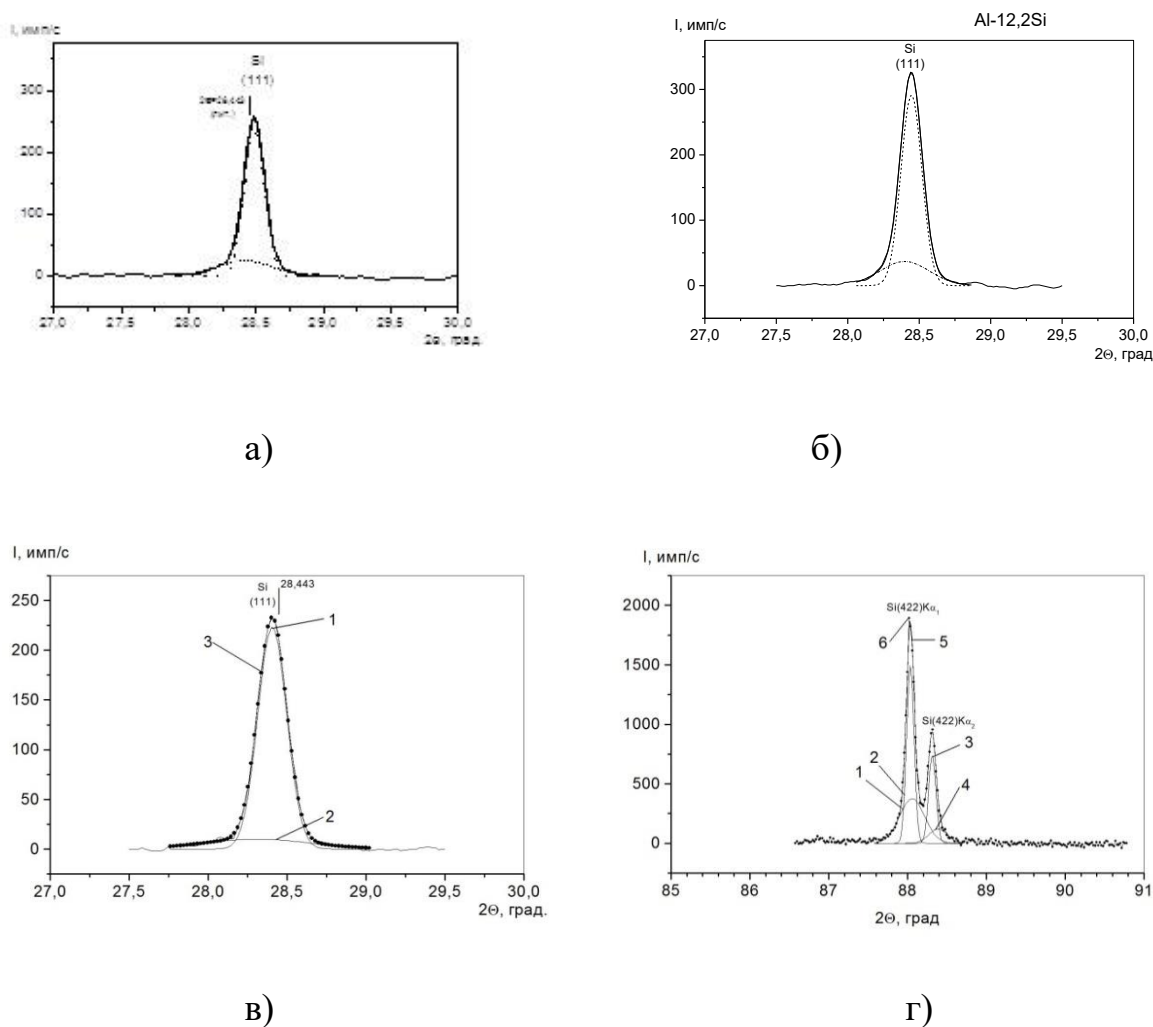 I, имп/с
Si
(111)
300
200
100
0
27,0 27,5 28,0 28,5 29,0 29,5 30,0
2Θ, град.
а)
I, имп/с
Al-12,2Si
Si
(111)
300
200
100
0
27,0 27,5 28,0 28,5 29,0 29,5 30,0
2Θ, град
б)
I, имп/с
Si
(111)
28,443
1
3
2
250
200
150
100
50
0
27,0 27,5 28,0 28,5 29,0 29,5 30,0
2Θ, град.
в)
I, имп/с
Si(422)Kα₁
6
5
Si(422)Kα₂
3
2
1
4
2000
1500
1000
500
0
85 86 87 88 89 90 91
2Θ, град
г)